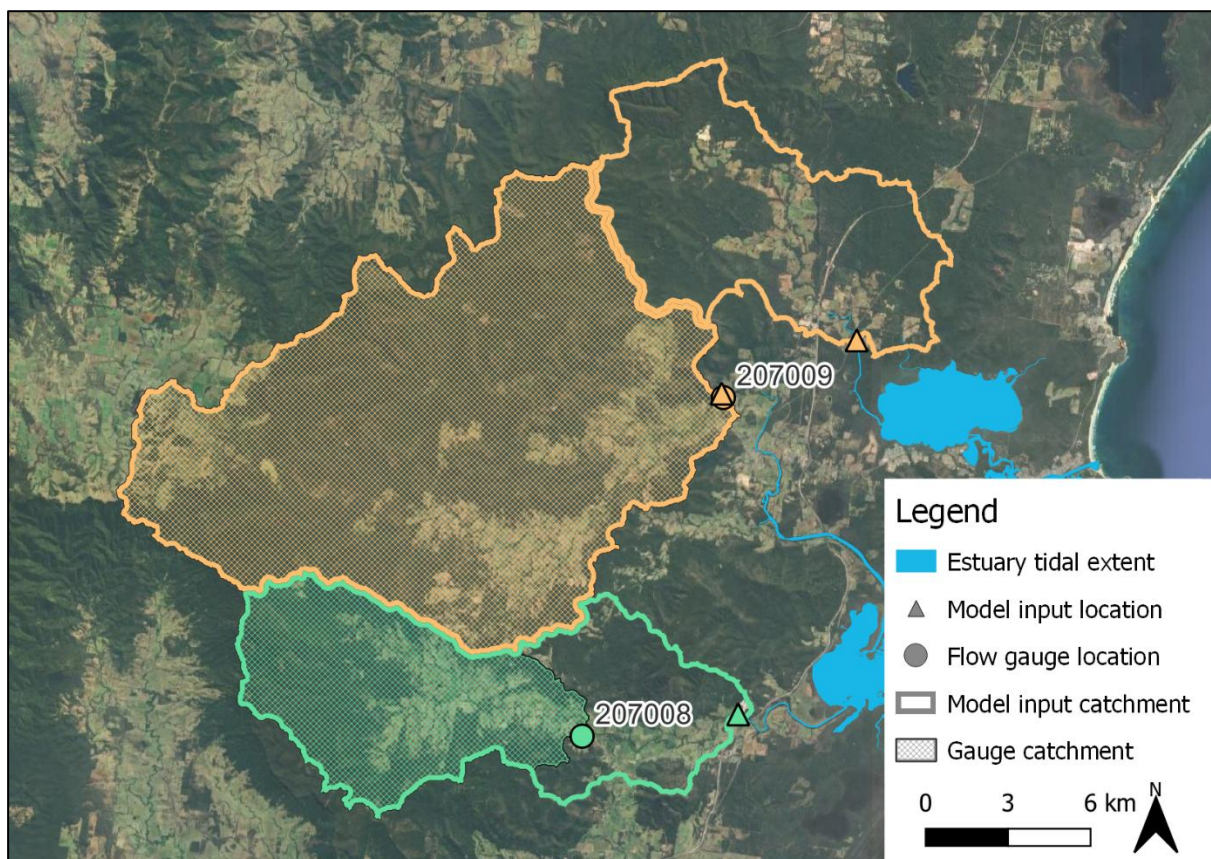 207009
207008
Legend
Estuary tidal extent
Model input location
Flow gauge location
Model input catchment
Gauge catchment
0 3 6 km
N